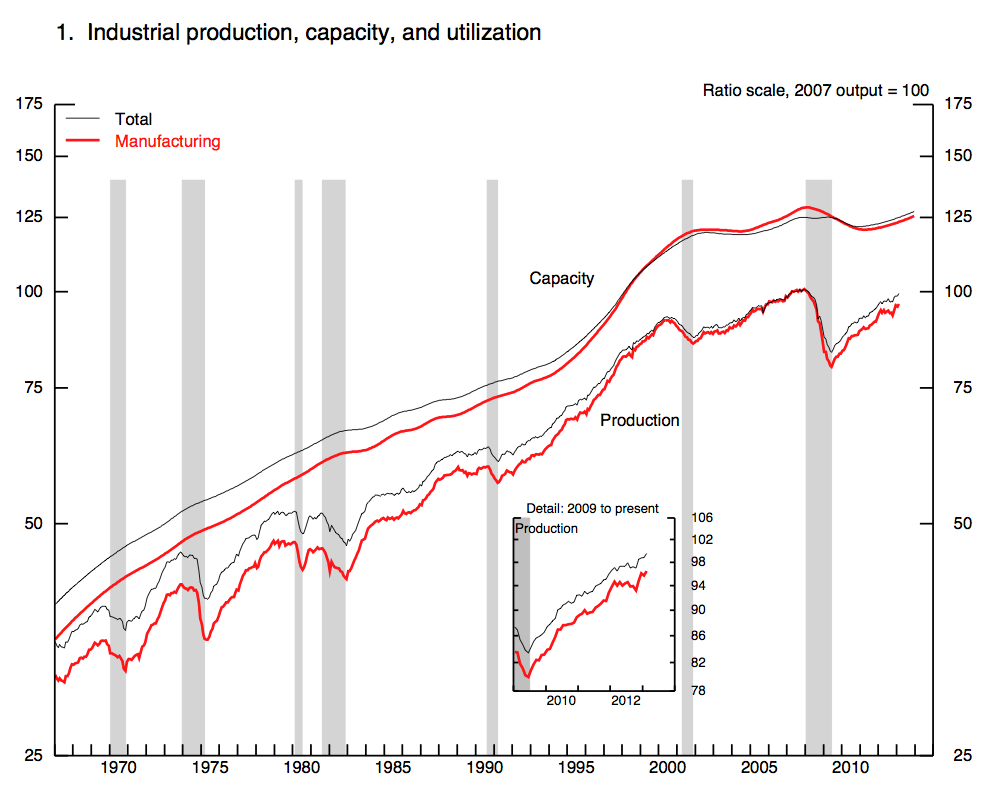 1. Industrial production, capacity, and utilization
Ratio scale, 2007 output = 100
175
175
Total
Manufacturing
150
150
125
125
Capacity
100
100
75
75
Production
50
50
Detail: 2009 to present
Production
106
102
98
94
90
86
82
78
2010 2012
25
25
1970 1975 1980 1985 1990 1995 2000 2005 2010